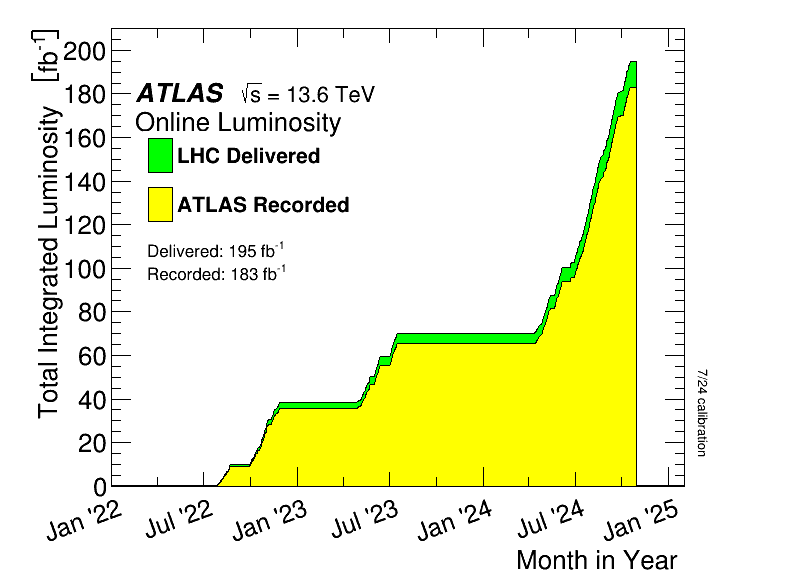 Total Integrated Luminosity [fb⁻¹]
200
180
160
140
120
100
80
60
40
20
0
ATLAS √s = 13.6 TeV
Online Luminosity
LHC Delivered
ATLAS Recorded
Delivered: 195 fb⁻¹
Recorded: 183 fb⁻¹
7/24 calibration
Jan '22
Jul '22
Jan '23
Jul '23
Jan '24
Jul '24
Jan '25
Month in Year